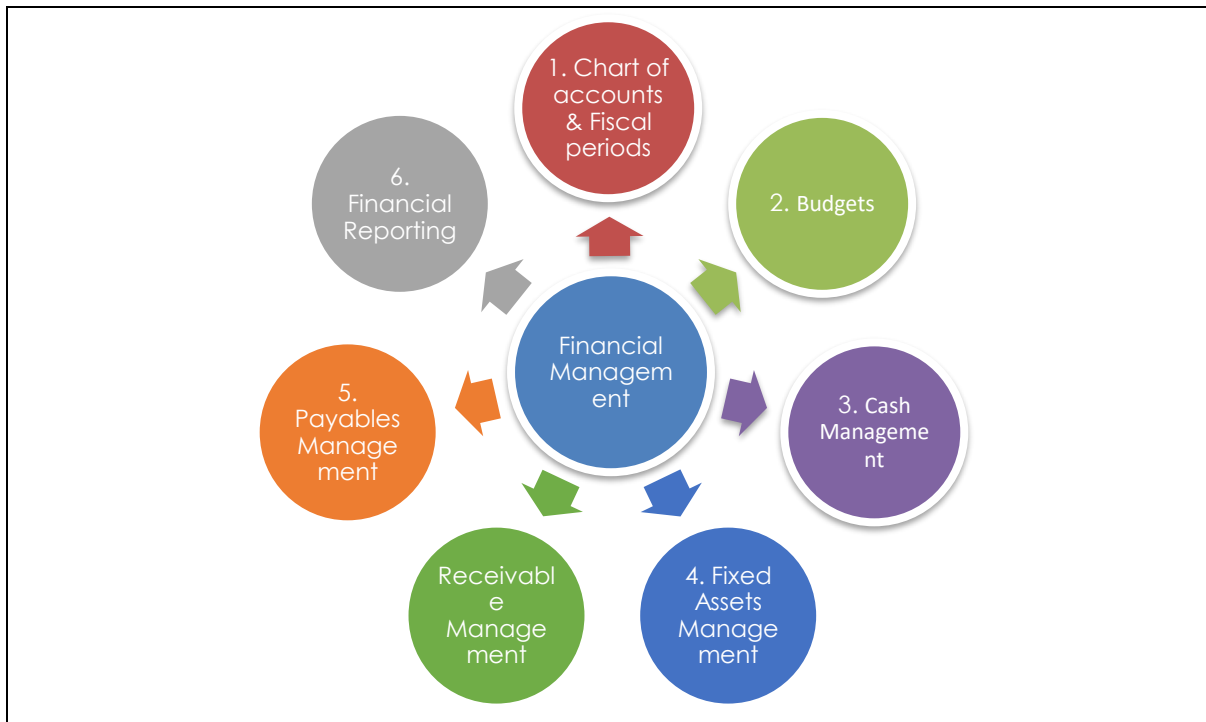 1. Chart of
accounts
& Fiscal
periods
2. Budgets
3. Cash
Manageme
nt
4. Fixed
Assets
Manage
ment
Receivabl
e
Manage
ment
5.
Payables
Manage
ment
6.
Financial
Reporting
Financial
Managem
ent